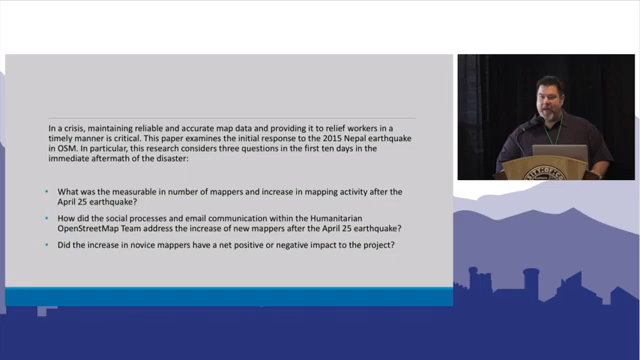 In a crisis, maintaining reliable and accurate map data and providing it to relief workers in a
timely manner is critical. This paper examines the initial response to the 2015 Nepal earthquake
in OSM. In particular, this research considers three questions in the first ten days in the
immediate aftermath of the disaster:
• What was the measurable in number of mappers and increase in mapping activity after the
April 25 earthquake?
• How did the social processes and email communication within the Humanitarian
OpenStreetMap Team address the increase of new mappers after the April 25 earthquake?
• Did the increase in novice mappers have a net positive or negative impact to the project?